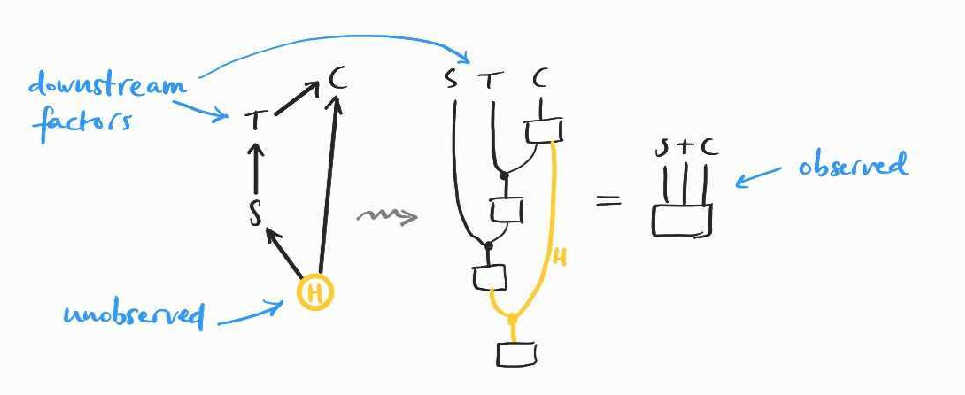 downstream
factors
C
T
S
H
unobserved
S T C
H
=
S T C
observed